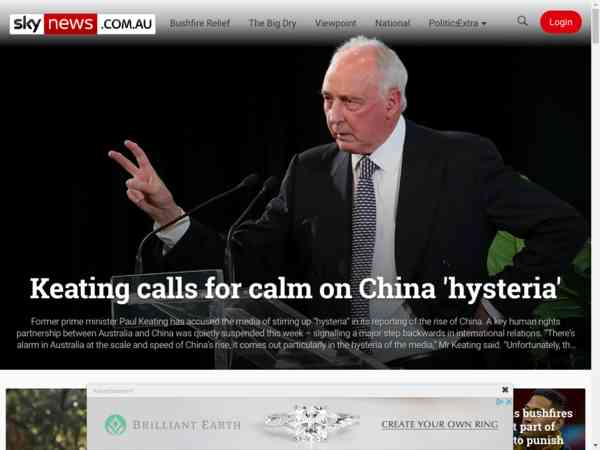 sky news .COM.AU Bushfire Relief The Big Dry Viewpoint National Politics Extra Login
Keating calls for calm on China 'hysteria'
Former prime minister Paul Keating has accused the media of stirring up "hysteria" in its reporting of the rise of China. A key human rights
partnership between Australia and China was quietly suspended this week – signalling a major step backwards in international relations. "There's
alarm in Australia at the scale and speed of China's rise, it comes out particularly in the hysteria of the media," Mr Keating said. "Unfortunately, th...
Advertisement
BRILLIANT EARTH
CREATE YOUR OWN RING
s bushfires
t part of
to punish